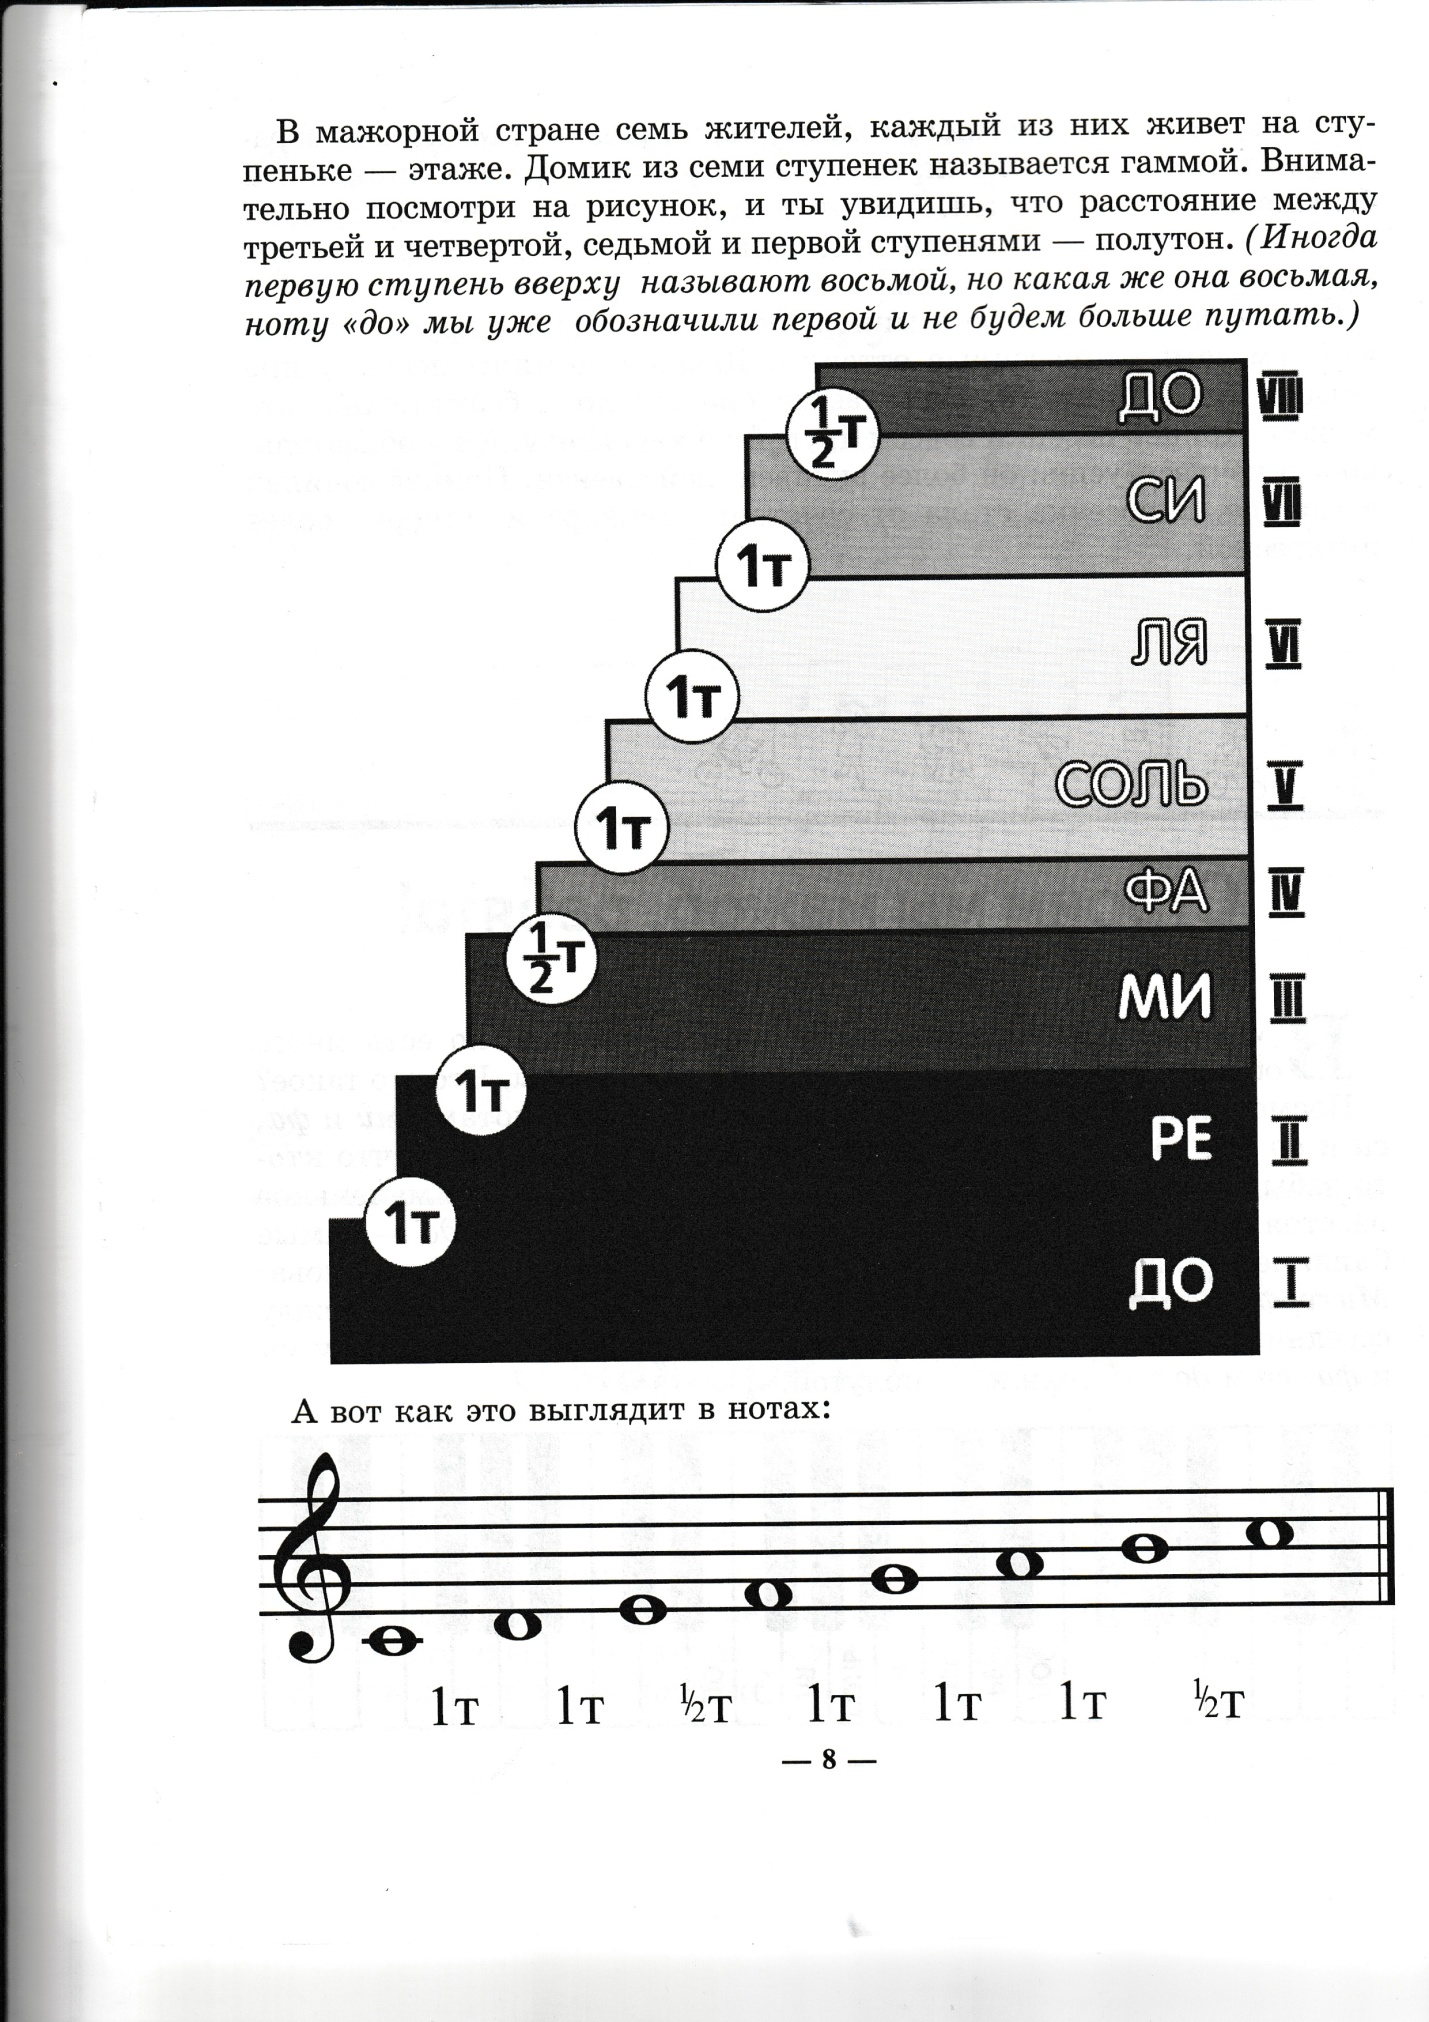 В мажорной стране семь жителей, каждый из них живет на сту-
пеньке — этаже. Домик из семи ступенек называется гаммой. Внима-
тельно посмотри на рисунок, и ты увидишь, что расстояние между
третьей и четвертой, седьмой и первой ступенями — полутон. (Иногда
первую ступень вверху называют восьмой, но какая же она восьмая,
ноту «до» мы уже обозначили первой и не будем больше путать.)
ДО VIII
1/2т
СИ VII
1т
ЛЯ VI
1т
СОЛЬ V
1т
ФА IV
1/2т
МИ III
1т
РЕ II
1т
ДО I
А вот как это выглядит в нотах:
1т 1т ½т 1т 1т 1т ½т
— 8 —